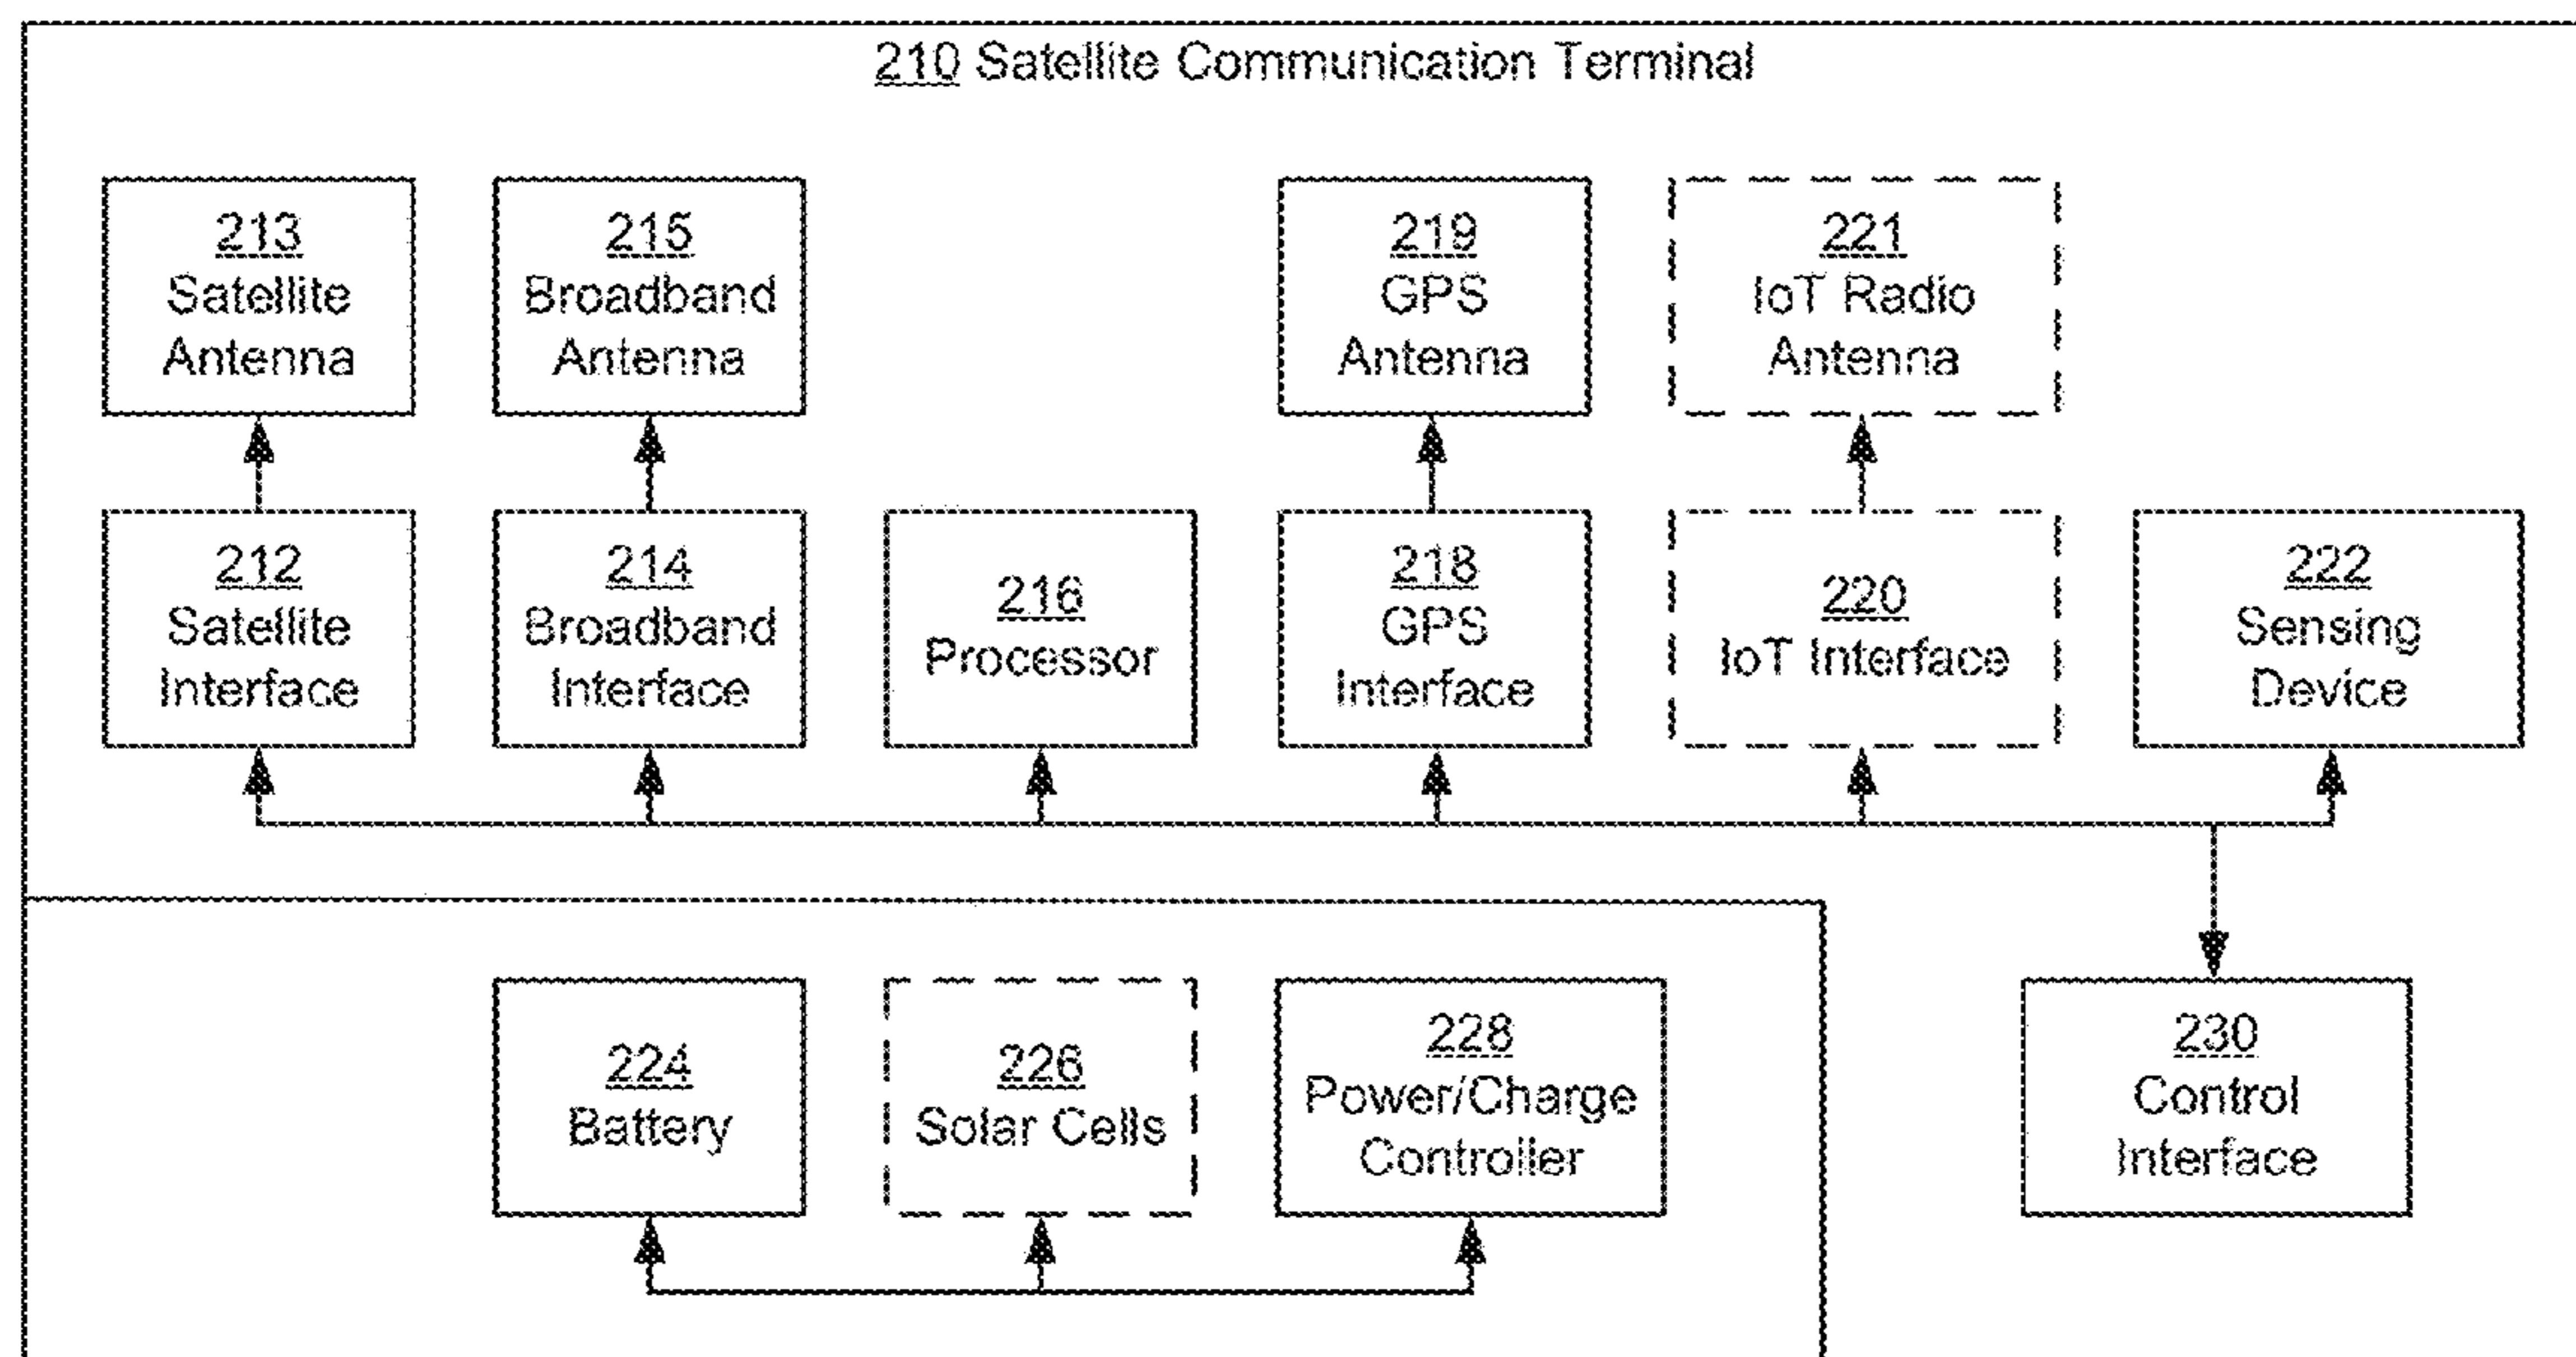 210 Satellite Communication Terminal
213
Satellite
Antenna
215
Broadband
Antenna
219
GPS
Antenna
221
IoT Radio
Antenna
212
Satellite
Interface
214
Broadband
Interface
216
Processor
218
GPS
Interface
220
IoT Interface
222
Sensing
Device
224
Battery
226
Solar Cells
228
Power/Charge
Controller
230
Control
Interface